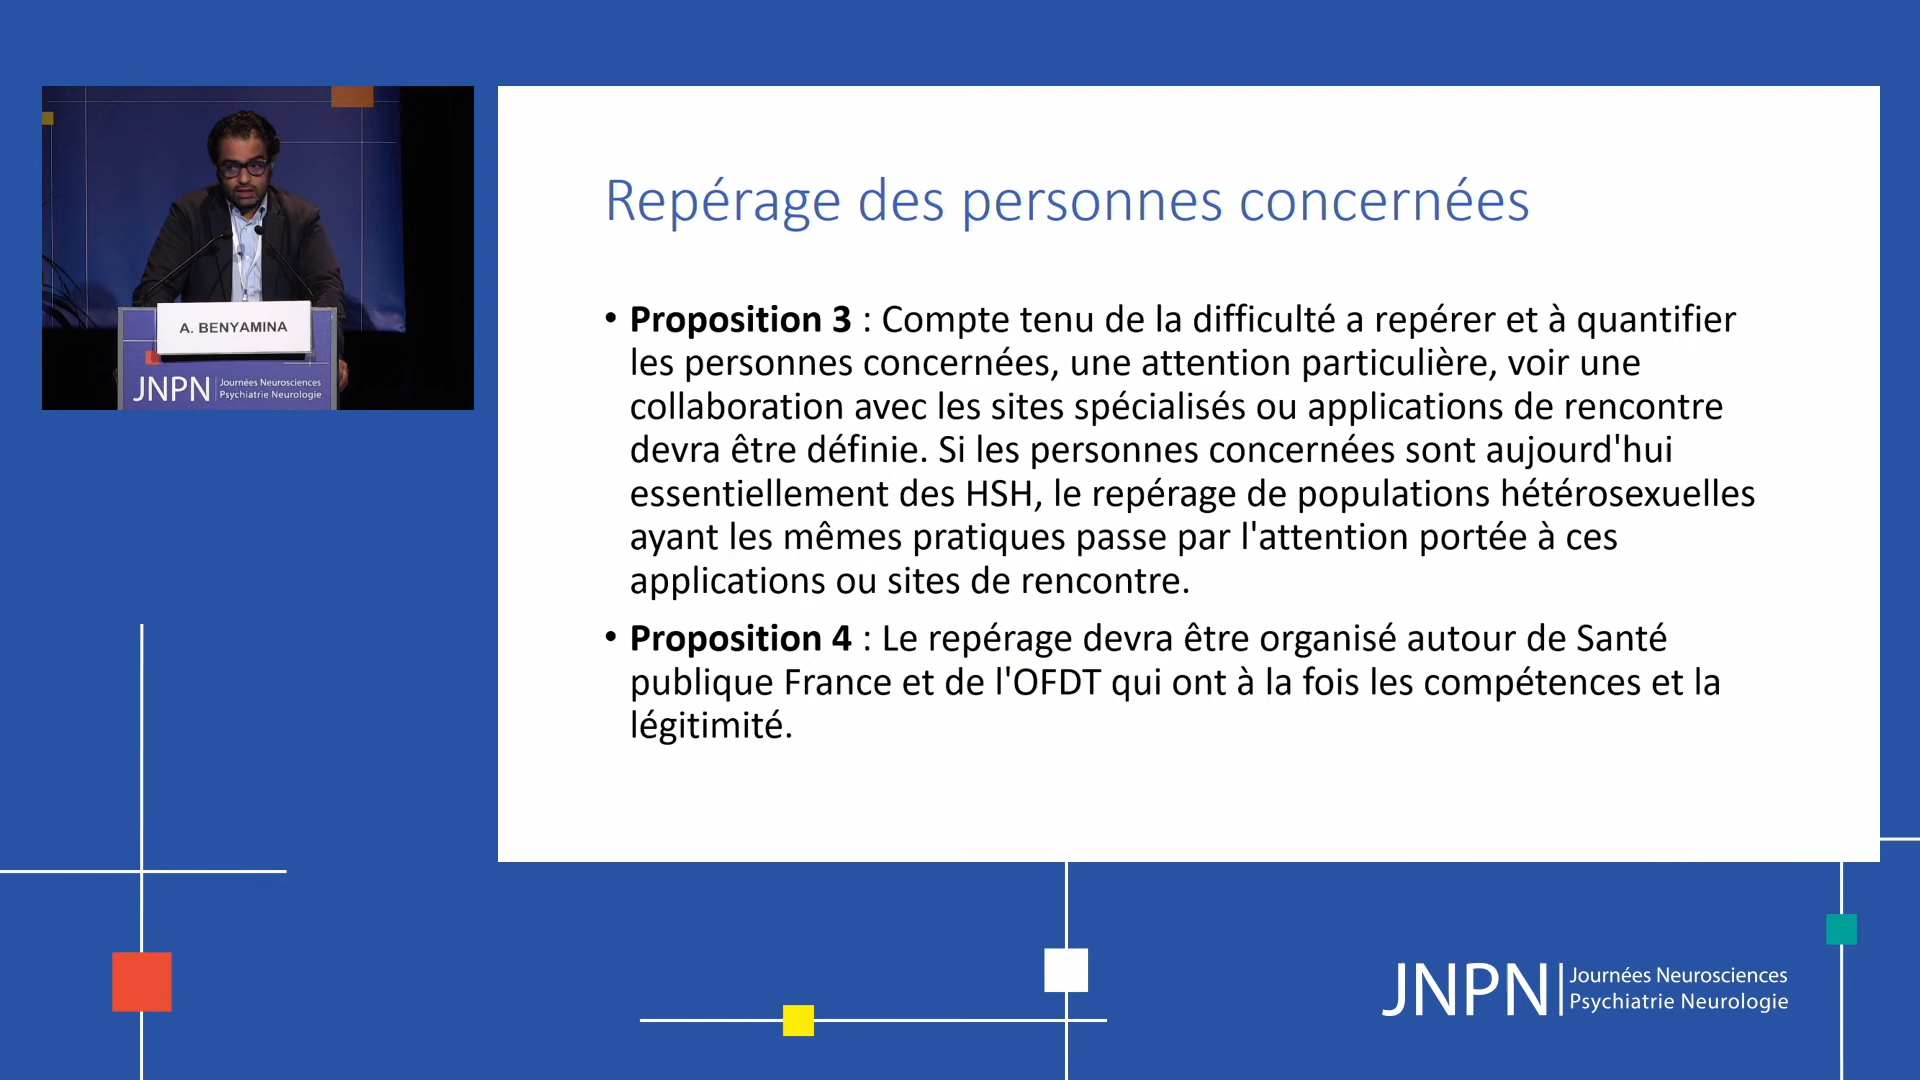 A. BENYAMINA
JNPN
Journées Neurosciences
Psychiatrie Neurologie
Repérage des personnes concernées
• Proposition 3 : Compte tenu de la difficulté a repérer et à quantifier
les personnes concernées, une attention particulière, voir une
collaboration avec les sites spécialisés ou applications de rencontre
devra être définie. Si les personnes concernées sont aujourd'hui
essentiellement des HSH, le repérage de populations hétérosexuelles
ayant les mêmes pratiques passe par l'attention portée à ces
applications ou sites de rencontre.
• Proposition 4 : Le repérage devra être organisé autour de Santé
publique France et de l'OFDT qui ont à la fois les compétences et la
légitimité.
JNPN
Journées Neurosciences
Psychiatrie Neurologie